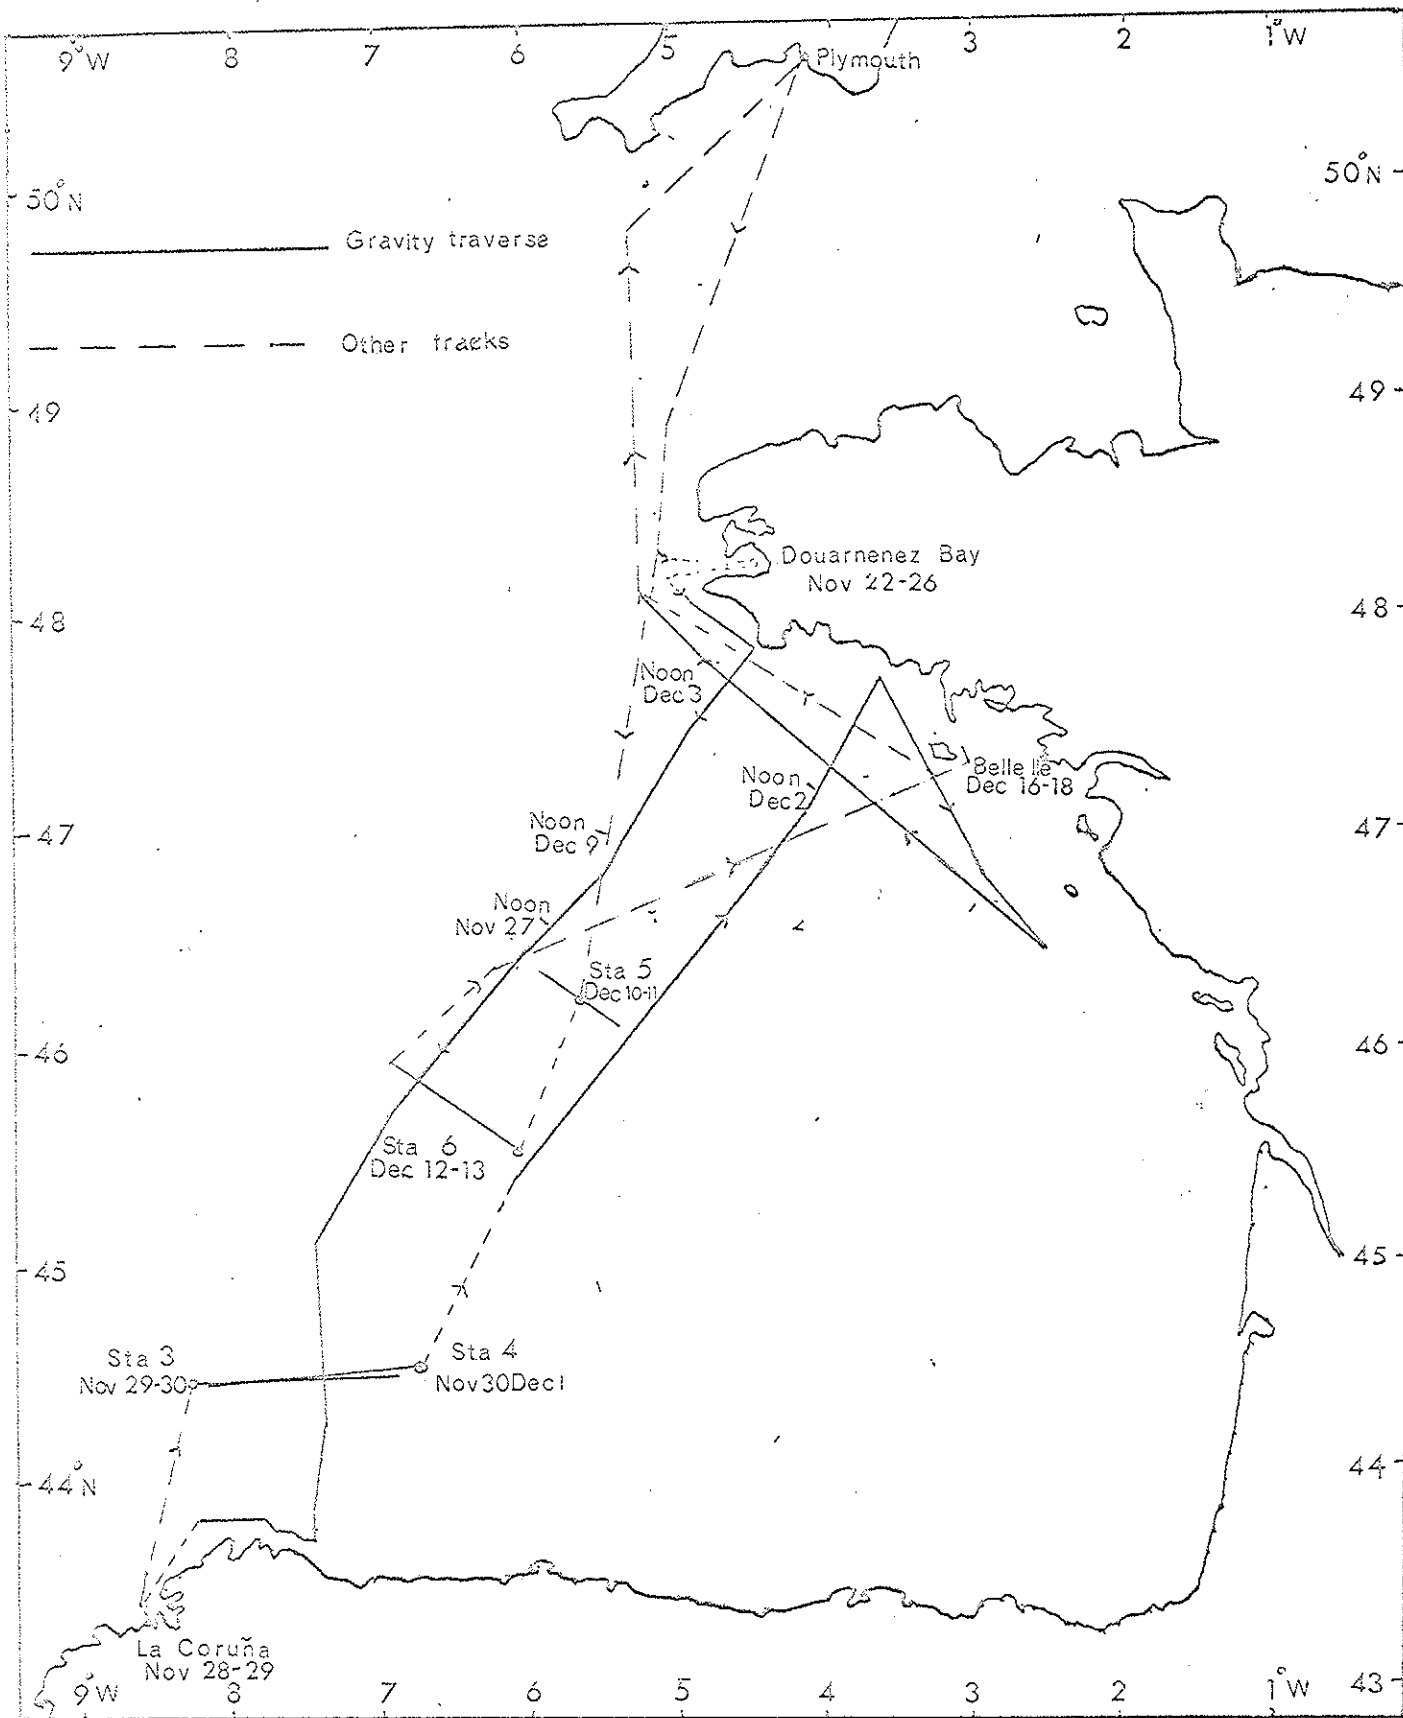 9°W 8 7 6 5 4 3 2 1°W
Plymouth
50°N
50°N
Gravity traverse
Other tracks
49
49
Douarnenez Bay
Nov 22-26
48
48
Noon
Dec 3
Belle Ile
Dec 16-18
Noon
Dec 2
Noon
Dec 9
47
47
Noon
Nov 27
Sta 5
Dec 10-11
46
46
Sta 6
Dec 12-13
45
45
Sta 3
Nov 29-30
Sta 4
Nov 30 Dec 1
44°N
44
La Coruña
Nov 28-29
43
9°W 8 7 6 5 4 3 2 1°W